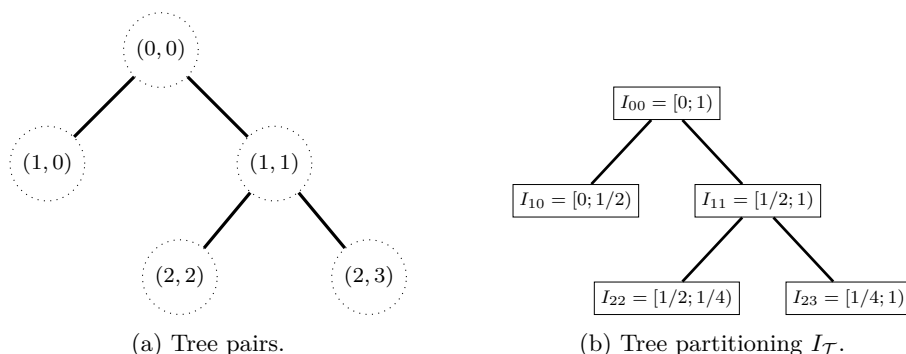 (0, 0)
(1, 0)
(1, 1)
(2, 2)
(2, 3)
(a) Tree pairs.
I₀₀ = [0; 1)
I₁₀ = [0; 1/2)
I₁₁ = [1/2; 1)
I₂₂ = [1/2; 1/4)
I₂₃ = [1/4; 1)
(b) Tree partitioning I_𝒯.